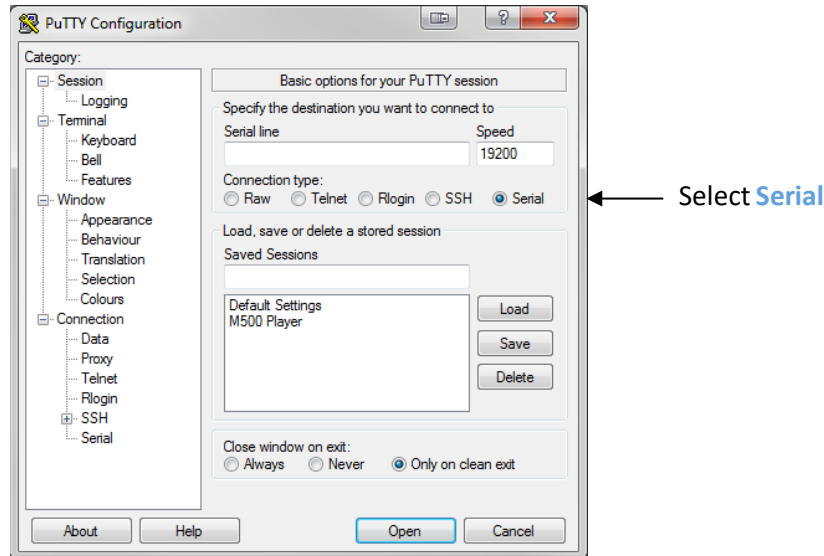 PuTTY Configuration
Category:
Session
Logging
Terminal
Keyboard
Bell
Features
Window
Appearance
Behaviour
Translation
Selection
Colours
Connection
Data
Proxy
Telnet
Rlogin
SSH
Serial
Basic options for your PuTTY session
Specify the destination you want to connect to
Serial line Speed
19200
Connection type:
Raw Telnet Rlogin SSH Serial
Select Serial
Load, save or delete a stored session
Saved Sessions
Default Settings
M500 Player
Load
Save
Delete
Close window on exit:
Always Never Only on clean exit
About Help Open Cancel